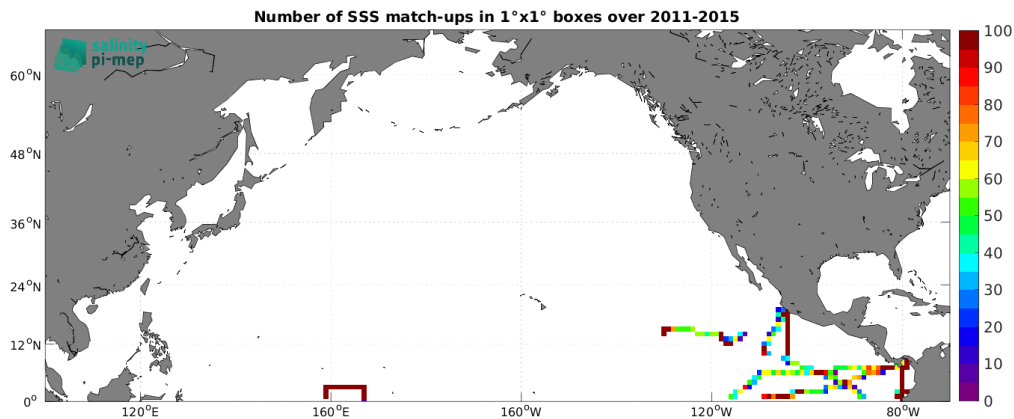 Number of SSS match-ups in 1°x1° boxes over 2011-2015
salinity
pi-mep
60°N
48°N
36°N
24°N
12°N
0°
120°E
160°E
160°W
120°W
80°W
100
90
80
70
60
50
40
30
20
10
0